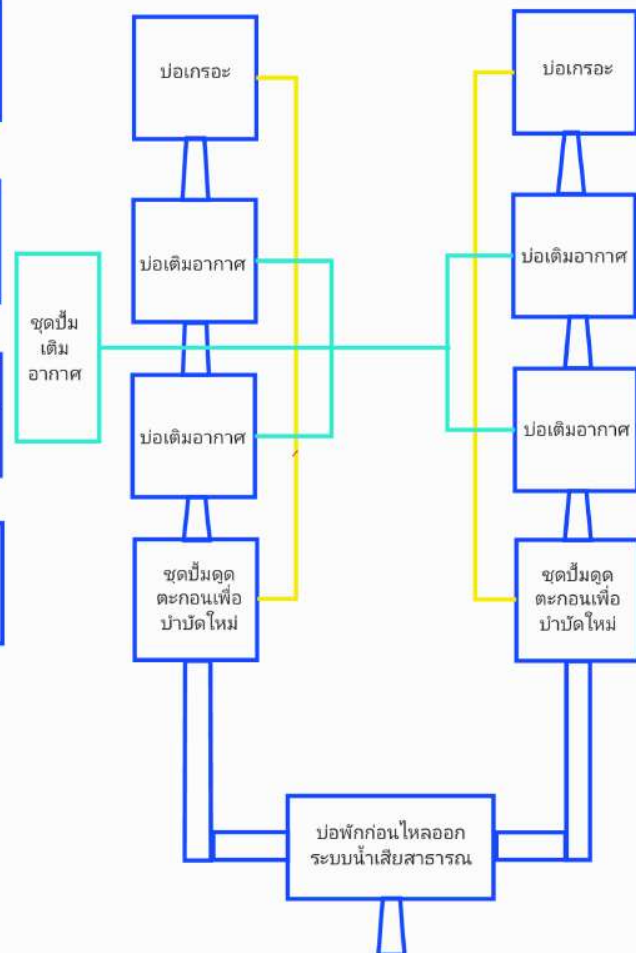 บ่อเกรอะ
บ่อเกรอะ
บ่อเติมอากาศ
บ่อเติมอากาศ
ชุดปั๊ม
เติม
อากาศ
บ่อเติมอากาศ
บ่อเติมอากาศ
ชุดปั๊มดูด
ตะกอนเพื่อ
บำบัดใหม่
ชุดปั๊มดูด
ตะกอนเพื่อ
บำบัดใหม่
บ่อพักก่อนไหลออก
ระบบน้ำเสียสาธารณ